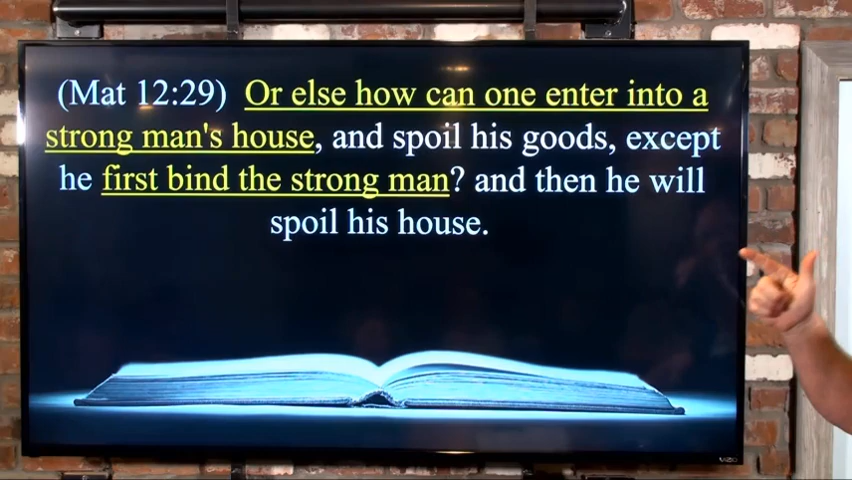 (Mat 12:29) Or else how can one enter into a
strong man's house, and spoil his goods, except
he first bind the strong man? and then he will
spoil his house.
VIZIO